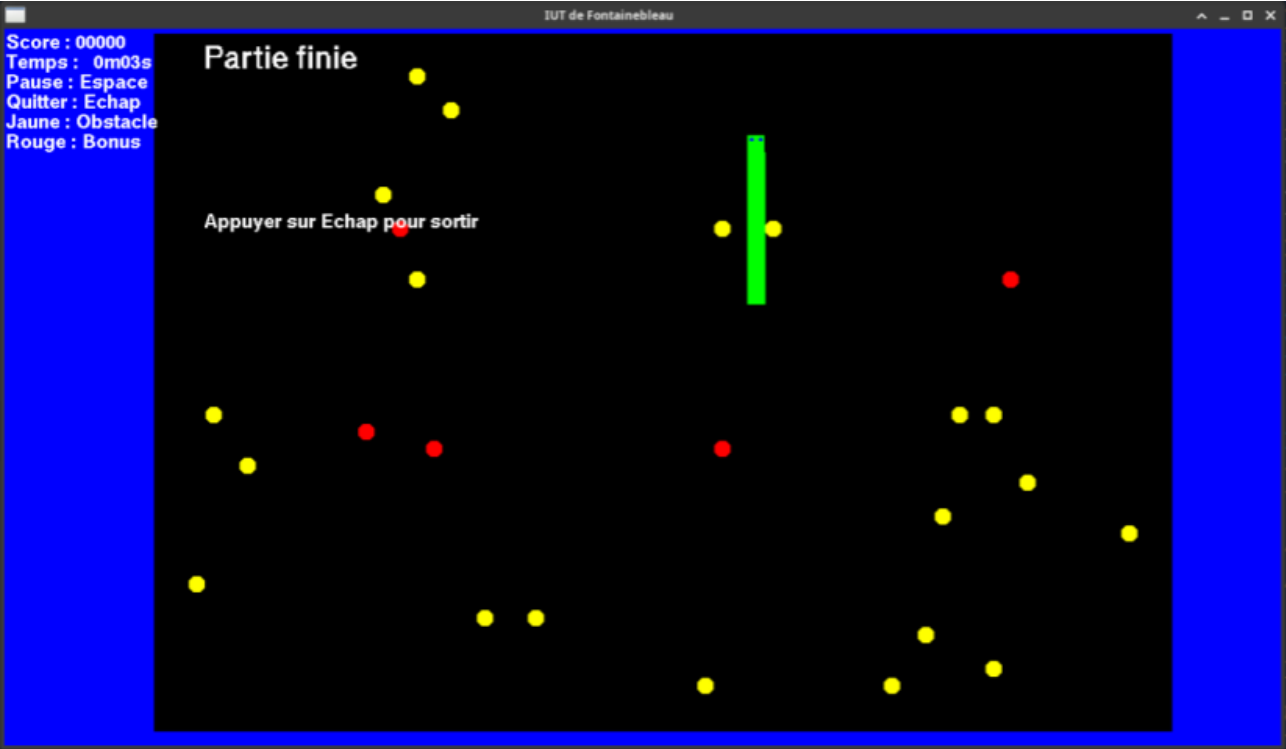 IUT de Fontainebleau
Score : 00000
Temps : 0m03s
Pause : Espace
Quitter : Echap
Jaune : Obstacle
Rouge : Bonus
Partie finie
Appuyer sur Echap pour sortir